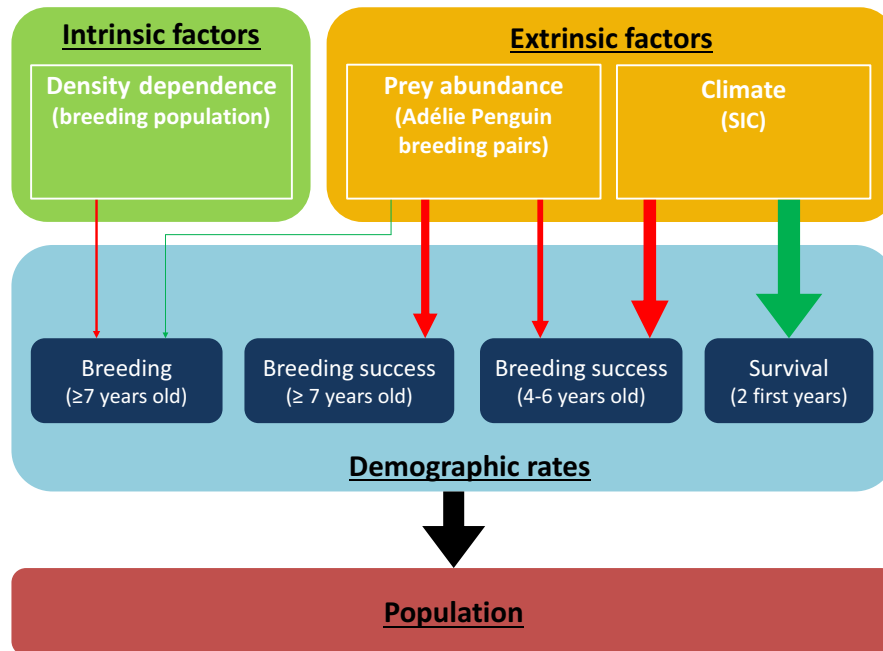 Intrinsic factors
Density dependence
(breeding population)
Extrinsic factors
Prey abundance
(Adélie Penguin
breeding pairs)
Climate
(SIC)
Breeding
(≥7 years old)
Breeding success
(≥ 7 years old)
Breeding success
(4-6 years old)
Survival
(2 first years)
Demographic rates
Population